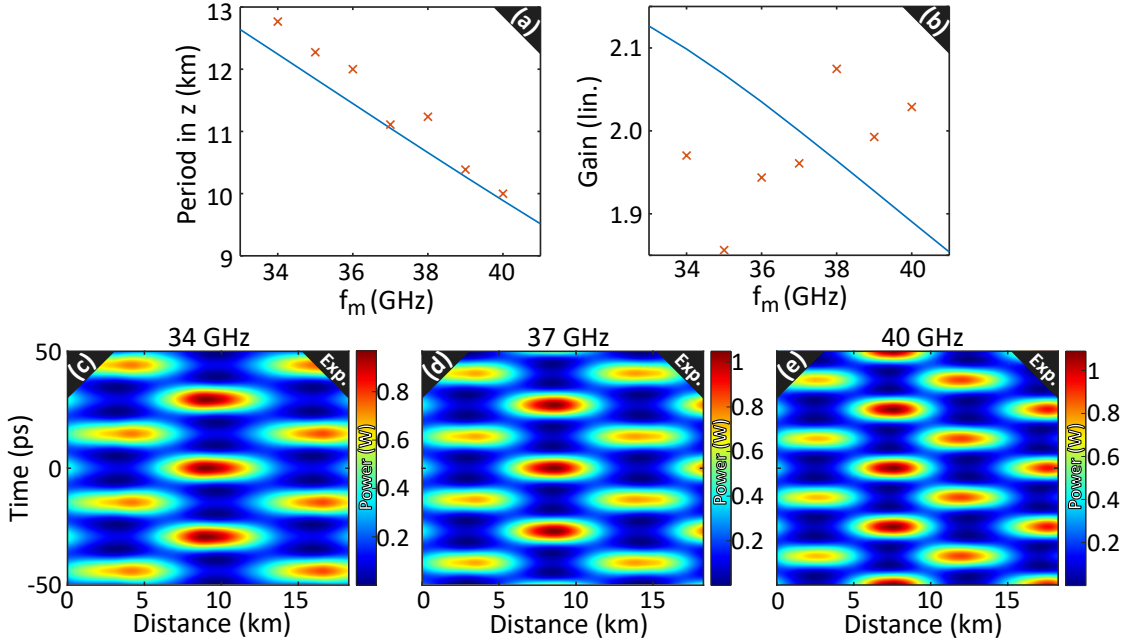 (a)
13
12
11
10
9
Period in z (km)
34
36
38
40
f_m (GHz)
(b)
2.1
2.0
1.9
Gain (lin.)
34
36
38
40
f_m (GHz)
34 GHz
(c)
Exp.
50
0
-50
Time (ps)
0
5
10
15
Distance (km)
0.8
0.6
0.4
0.2
Power (W)
37 GHz
(d)
Exp.
0
5
10
15
Distance (km)
1
0.8
0.6
0.4
0.2
Power (W)
40 GHz
(e)
Exp.
0
5
10
15
Distance (km)
1
0.8
0.6
0.4
0.2
Power (W)